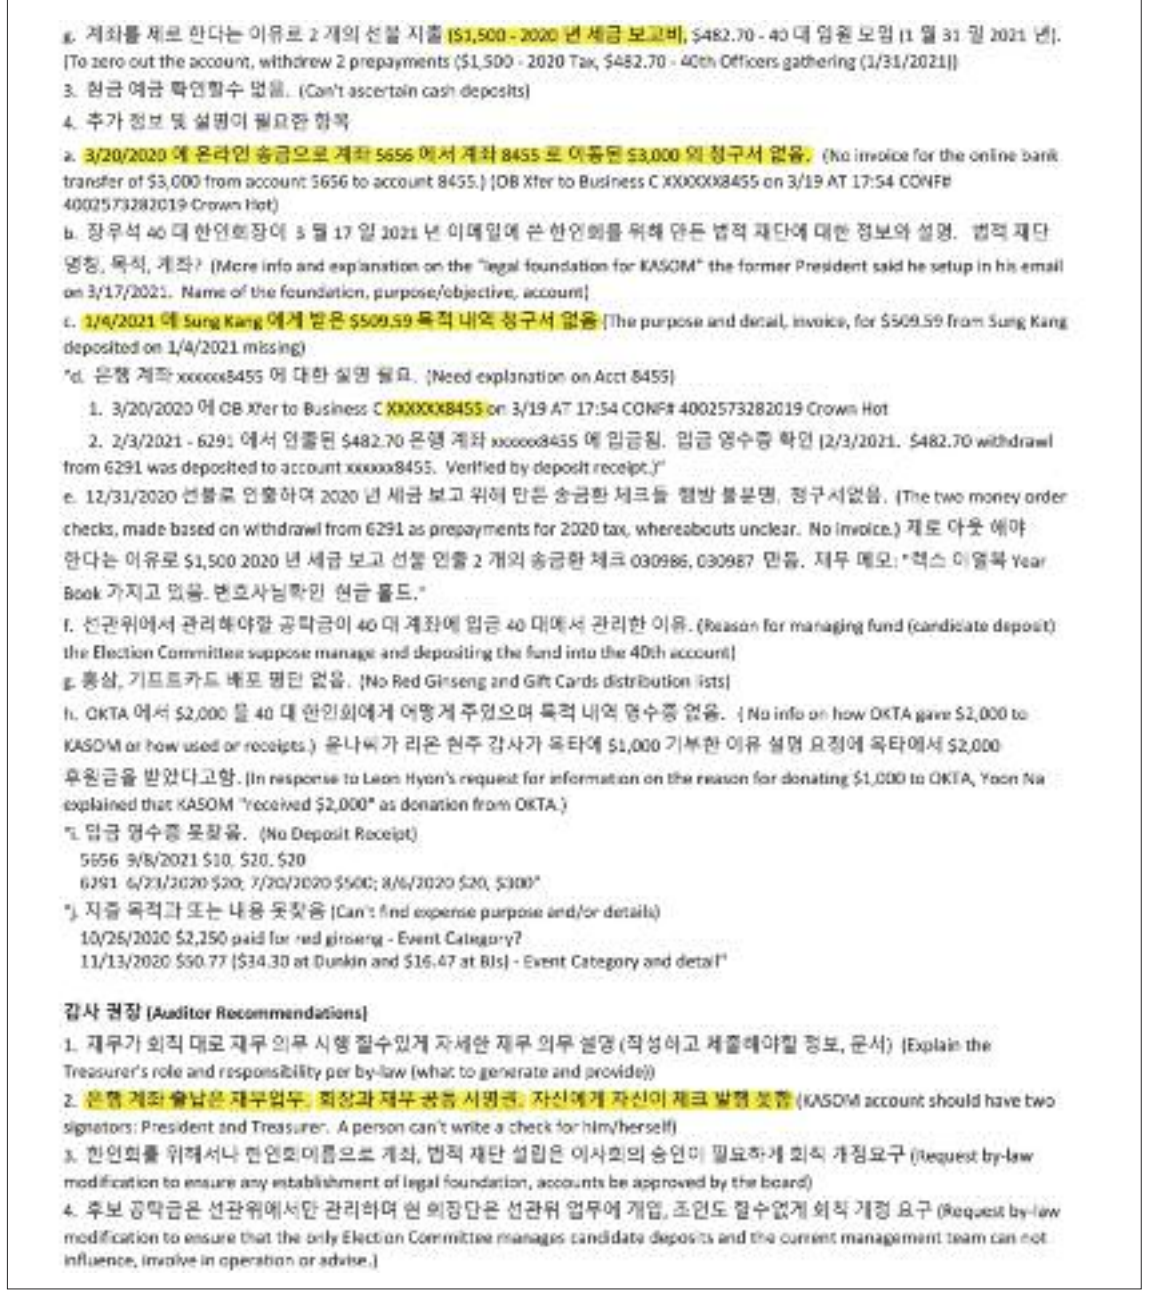 g. 계좌를 제로 한다는 이유로 2 개의 선불 지출 ($1,500 - 2020 년 세금 보고비, $482.70 - 40 대 임원 모임 (1 월 31 일 2021 년).
(To zero out the account, withdrew 2 prepayments ($1,500 - 2020 Tax, $482.70 - 40th Officers gathering (1/31/2021))
3. 현금 예금 확인할수 없음. (Can't ascertain cash deposits)
4. 추가 정보 및 설명이 필요한 항목
a. 3/20/2020 에 온라인 송금으로 계좌 5656 에서 계좌 8455 로 이동된 $3,000 의 청구서 없음. (No invoice for the online bank
transfer of $3,000 from account 5656 to account 8455.) (OB Xfer to Business C XXXXXX8455 on 3/19 AT 17:54 CONF#
4002573282019 Crown Hot)
b. 장우석 40 대 한인회장이 3 월 17 일 2021 년 이메일에 쓴 한인회를 위해 만든 법적 재단에 대한 정보와 설명. 법적 재단
명칭, 목적, 계좌? (More info and explanation on the "legal foundation for KASOM" the former President said he setup in his email
on 3/17/2021. Name of the foundation, purpose/objective, account)
c. 1/4/2021 에 Sung Kang 에게 받은 $509.59 목적 내역 청구서 없음 (The purpose and detail, invoice, for $509.59 from Sung Kang
deposited on 1/4/2021 missing)
"d. 은행 계좌 xxxxxx8455 에 대한 설명 필요. (Need explanation on Acct 8455)
1. 3/20/2020 에 OB Xfer to Business C XXXXXX8455 on 3/19 AT 17:54 CONF# 4002573282019 Crown Hot
2. 2/3/2021 - 6291 에서 인출된 $482.70 은행 계좌 xxxxxx8455 에 입금됨. 입금 영수증 확인 (2/3/2021. $482.70 withdrawl
from 6291 was deposited to account xxxxxx8455. Verified by deposit receipt.)"
e. 12/31/2020 선불로 인출하여 2020 년 세금 보고 위해 만든 송금환 체크들 행방 불분명. 청구서없음. (The two money order
checks, made based on withdrawl from 6291 as prepayments for 2020 tax, whereabouts unclear. No invoice.) 제로 아웃 해야
한다는 이유로 $1,500 2020 년 세금 보고 선불 인출 2 개의 송금환 체크 030986, 030987 만듬. 재무 메모: "렉스 이열북 Year
Book 가지고 있음. 변호사님확인 현금 홀드."
f. 선관위에서 관리해야할 공탁금이 40 대 계좌에 입금 40 대에서 관리한 이유. (Reason for managing fund (candidate deposit)
the Election Committee suppose manage and depositing the fund into the 40th account)
g. 홍삼, 기프트카드 배포 명단 없음. (No Red Ginseng and Gift Cards distribution lists)
h. OKTA 에서 $2,000 을 40 대 한인회에게 어떻게 주었으며 목적 내역 영수증 없음. ( No info on how OKTA gave $2,000 to
KASOM or how used or receipts.) 윤나씨가 리온 현주 감사가 옥타에 $1,000 기부한 이유 설명 요청에 옥타에서 $2,000
후원금을 받았다고함. (In response to Leon Hyon's request for information on the reason for donating $1,000 to OKTA, Yoon Na
explained that KASOM "received $2,000" as donation from OKTA.)
"i. 입금 영수증 못찾음. (No Deposit Receipt)
5656 9/8/2021 $10, $20, $20
6291 6/23/2020 $20; 7/20/2020 $500; 8/6/2020 $20, $300"
"j. 지출 목적과 또는 내용 못찾음 (Can't find expense purpose and/or details)
10/26/2020 $2,250 paid for red ginseng - Event Category?
11/13/2020 $50.77 ($34.30 at Dunkin and $16.47 at BJs) - Event Category and detail"
감사 권장 (Auditor Recommendations)
1. 재무가 회칙 대로 재무 의무 시행 할수있게 자세한 재무 의무 설명 (작성하고 제출해야할 정보, 문서) (Explain the
Treasurer's role and responsibility per by-law (what to generate and provide))
2. 은행 계좌 출납은 재무업무. 회장과 재무 공동 서명권. 자신에게 자신이 체크 발행 못함 (KASOM account should have two
signators: President and Treasurer. A person can't write a check for him/herself)
3. 한인회를 위해서나 한인회이름으로 계좌, 법적 재단 설립은 이사회의 승인이 필요하게 회칙 개정요구 (Request by-law
modification to ensure any establishment of legal foundation, accounts be approved by the board)
4. 후보 공탁금은 선관위에서만 관리하며 현 회장단은 선관위 업무에 개입, 조언도 할수없게 회칙 개정 요구 (Request by-law
modification to ensure that the only Election Committee manages candidate deposits and the current management team can not
influence, involve in operation or advise.)